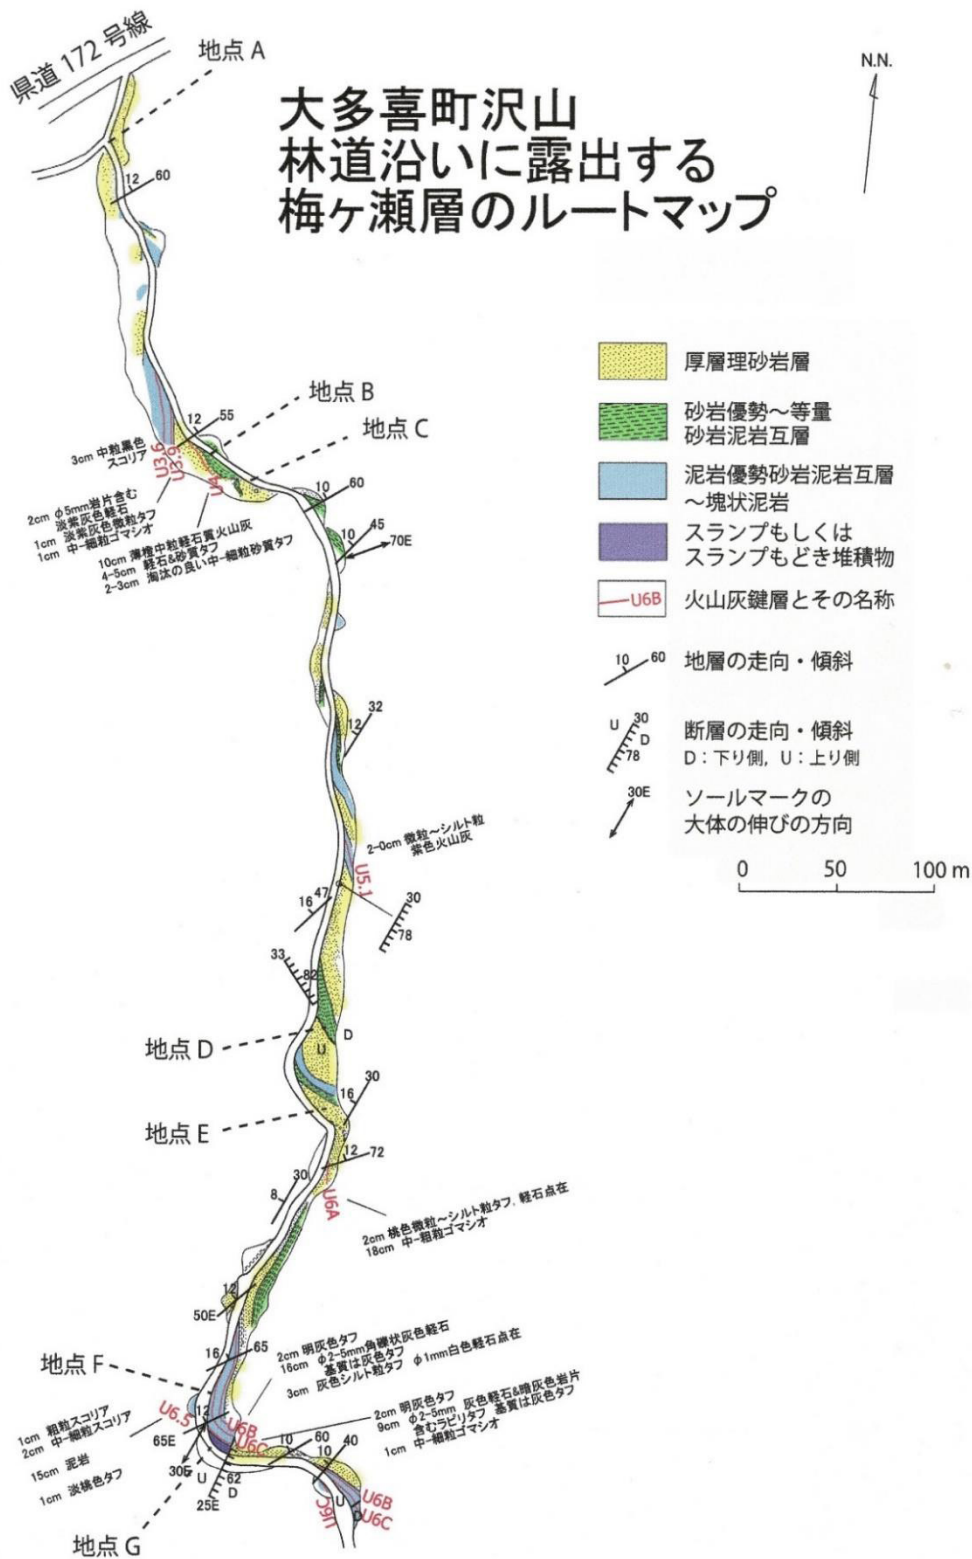 県道172号線
地点A
N.N.
大多喜町沢山
林道沿いに露出する
梅ヶ瀬層のルートマップ
12 60
厚層理砂岩層
砂岩優勢～等量
砂岩泥岩互層
泥岩優勢砂岩泥岩互層
～塊状泥岩
スランプもしくは
スランプもどき堆積物
U6B 火山灰鍵層とその名称
10 60 地層の走向・傾斜
U 30 D 78 断層の走向・傾斜
D：下り側，U：上り側
30E ソールマークの
大体の伸びの方向
0 50 100 m
地点B
12 55
地点C
3cm 中粒黒色
スコリア
U3.6
U3.9
U4
2cm φ5mm岩片含む
淡紫灰色軽石
1cm 淡紫灰色微粒タフ
1cm 中-細粒ゴマシオ
10cm 薄橙中粒軽石質火山灰
4-5cm 軽石&砂質タフ
2-3cm 淘汰の良い中-細粒砂質タフ
10 60
10 45
70E
12 32
2-0cm 微粒～シルト粒
紫色火山灰
U5.1
16 47
30
78
33
82
地点D
D
U
16 30
地点E
12 72
30
8
U6A
2cm 桃色微粒～シルト粒タフ，軽石点在
18cm 中-粗粒ゴマシオ
12
50E
16 65
地点F
2cm 明灰色タフ
16cm φ2-5mm角礫状灰色軽石
基質は灰色タフ
3cm 灰色シルト粒タフ φ1mm白色軽石点在
2cm 明灰色タフ
9cm φ2-5mm 灰色軽石&暗灰色岩片
含むラピリタフ 基質は灰色タフ
1cm 中-細粒ゴマシオ
1cm 粗粒スコリア
2cm 中-細粒スコリア
15cm 泥岩
1cm 淡桃色タフ
U6.5
12
65E
U6B
U6C
30E
U
62
D
25E
10 60
10 40
U6C
U
D
U6B
U6C
地点G